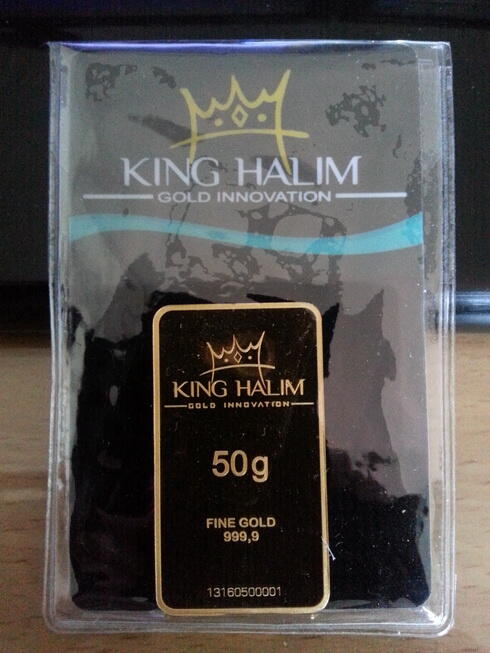 KING HALIM
GOLD INNOVATION
KING HALIM
GOLD INNOVATION
50g
FINE GOLD
999,9
13160500001